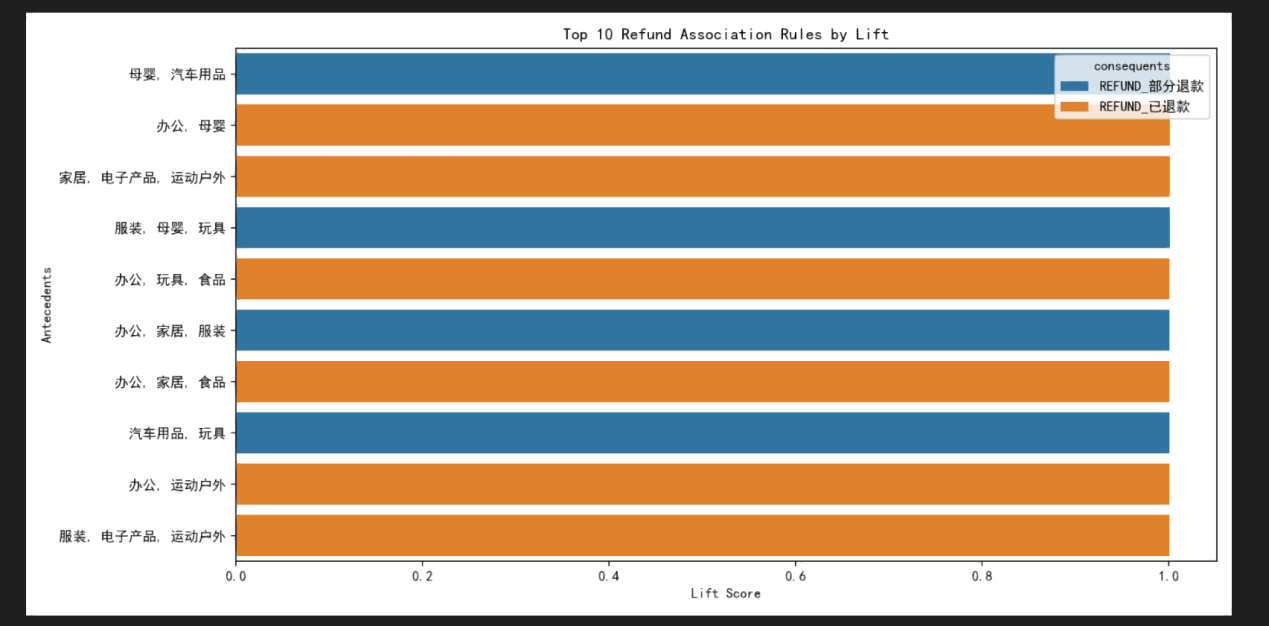 Top 10 Refund Association Rules by Lift
consequents
REFUND_部分退款
REFUND_已退款
母婴, 汽车用品
办公, 母婴
家居, 电子产品, 运动户外
服装, 母婴, 玩具
办公, 玩具, 食品
办公, 家居, 服装
办公, 家居, 食品
汽车用品, 玩具
办公, 运动户外
服装, 电子产品, 运动户外
Antecedents
0.0 0.2 0.4 0.6 0.8 1.0
Lift Score